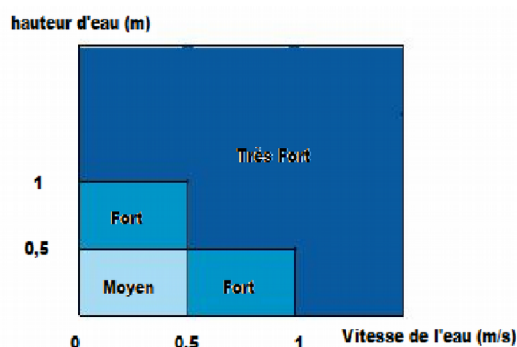 hauteur d'eau (m)
Très Fort
1
Fort
0,5
Moyen
Fort
0
0,5
1
Vitesse de l'eau (m/s)